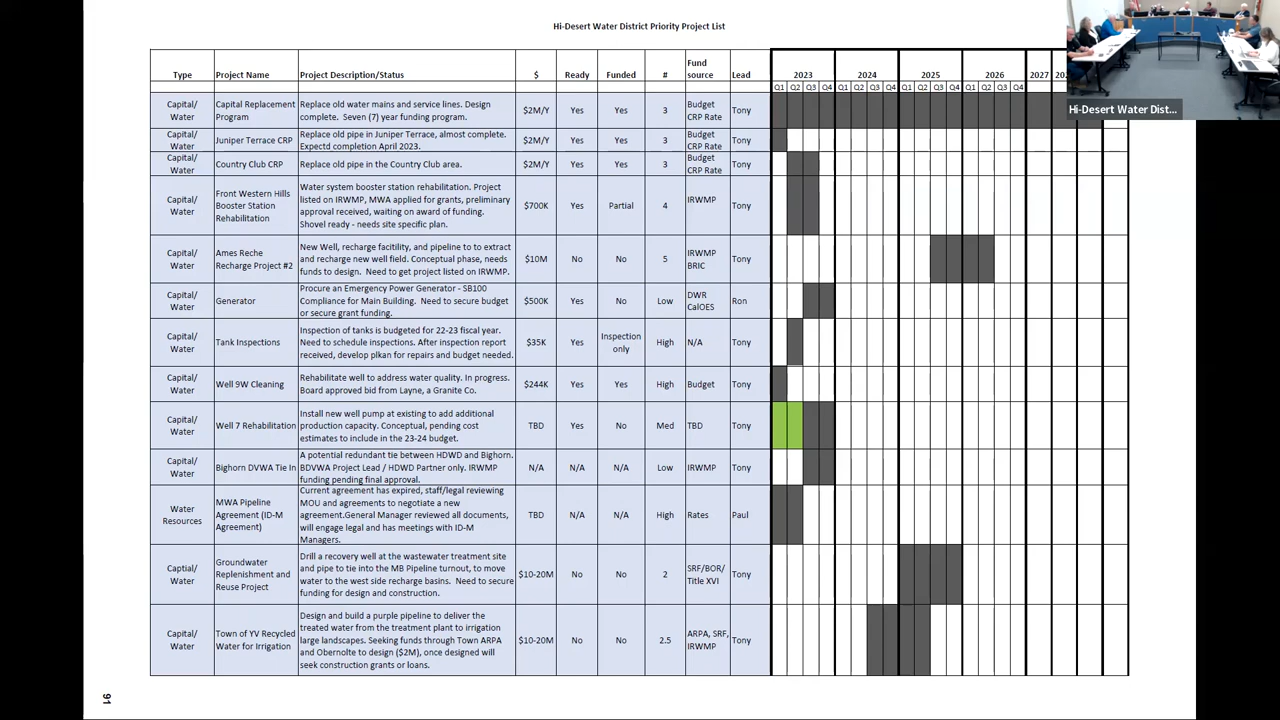 Hi-Desert Water District Priority Project List
Hi-Desert Water Dist...
Type Project Name Project Description/Status $ Ready Funded # Fund source Lead 2023 2024 2025 2026 2027
Q1 Q2 Q3 Q4 Q1 Q2 Q3 Q4 Q1 Q2 Q3 Q4 Q1 Q2 Q3 Q4
Capital/ Capital Replacement Replace old water mains and service lines. Design $2M/Y Yes Yes 3 Budget Tony
Water Program complete. Seven (7) year funding program. CRP Rate
Capital/ Juniper Terrace CRP Replace old pipe in Juniper Terrace, almost complete. $2M/Y Yes Yes 3 Budget Tony
Water Expectd completion April 2023. CRP Rate
Capital/ Country Club CRP Replace old pipe in the Country Club area. $2M/Y Yes Yes 3 Budget Tony
Water CRP Rate
Capital/ Front Western Hills Water system booster station rehabilitation. Project $700K Yes Partial 4 IRWMP Tony
Water Booster Station listed on IRWMP, MWA applied for grants, preliminary
Rehabilitation approval received, waiting on award of funding.
Shovel ready - needs site specific plan.
Capital/ Ames Reche New Well, recharge facitility, and pipeline to to extract $10M No No 5 IRWMP Tony
Water Recharge Project #2 and recharge new well field. Conceptual phase, needs BRIC
funds to design. Need to get project listed on IRWMP.
Capital/ Generator Procure an Emergency Power Generator - SB100 $500K Yes No Low DWR Ron
Water Compliance for Main Building. Need to secure budget CalOES
or secure grant funding.
Capital/ Tank Inspections Inspection of tanks is budgeted for 22-23 fiscal year. $35K Yes Inspection High N/A Tony
Water Need to schedule inspections. After inspection report only
received, develop plkan for repairs and budget needed.
Capital/ Well 9W Cleaning Rehabilitate well to address water quality. In progress. $244K Yes Yes High Budget Tony
Water Board approved bid from Layne, a Granite Co.
Capital/ Well 7 Rehabilitation Install new well pump at existing to add additional TBD Yes No Med TBD Tony
Water production capacity. Conceptual, pending cost
estimates to include in the 23-24 budget.
Capital/ Bighorn DVWA Tie In A potential redundant tie between HDWD and Bighorn. N/A N/A N/A Low IRWMP Tony
Water BDVWA Project Lead / HDWD Partner only. IRWMP
funding pending final approval.
Water MWA Pipeline Current agreement has expired, staff/legal reviewing TBD N/A N/A High Rates Paul
Resources Agreement (ID-M MOU and agreements to negotiate a new
Agreement) agreement.General Manager reviewed all documents,
will engage legal and has meetings with ID-M
Managers.
Captial/ Groundwater Drill a recovery well at the wastewater treatment site $10-20M No No 2 SRF/BOR/ Tony
Water Replenishment and and pipe to tie into the MB Pipeline turnout, to move Title XVI
Reuse Project water to the west side recharge basins. Need to secure
funding for design and construction.
Capital/ Town of YV Recycled Design and build a purple pipeline to deliver the $10-20M No No 2.5 ARPA, SRF, Tony
Water Water for Irrigation treated water from the treatment plant to irrigation IRWMP
large landscapes. Seeking funds through Town ARPA
and Obernolte to design ($2M), once designed will
seek construction grants or loans.
91